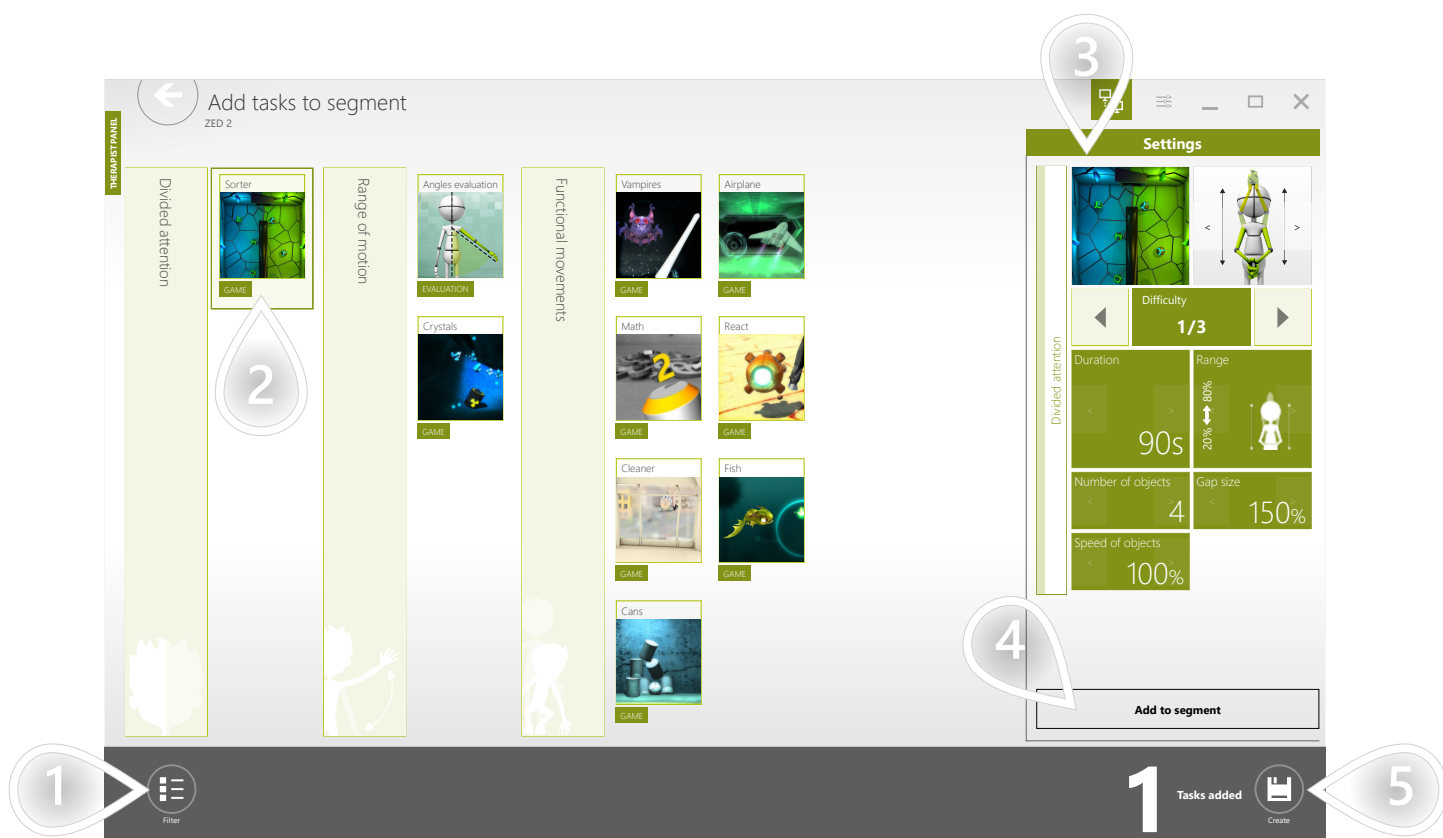 3
Add tasks to segment
ZED 2
THERAPIST PANEL
Settings
Divided attention
Sorter
GAME
2
Range of motion
Angles evaluation
EVALUATION
Crystals
GAME
Functional movements
Vampires
GAME
Airplane
GAME
Math
2
GAME
React
GAME
Cleaner
GAME
Fish
GAME
Cans
GAME
Divided attention
< >
Difficulty
1/3
Duration
< >
90s
Range
20% 80%
>
Number of objects
< >
4
Gap size
< >
150%
Speed of objects
< >
100%
4
Add to segment
1
Filter
1
Tasks added
Create
5